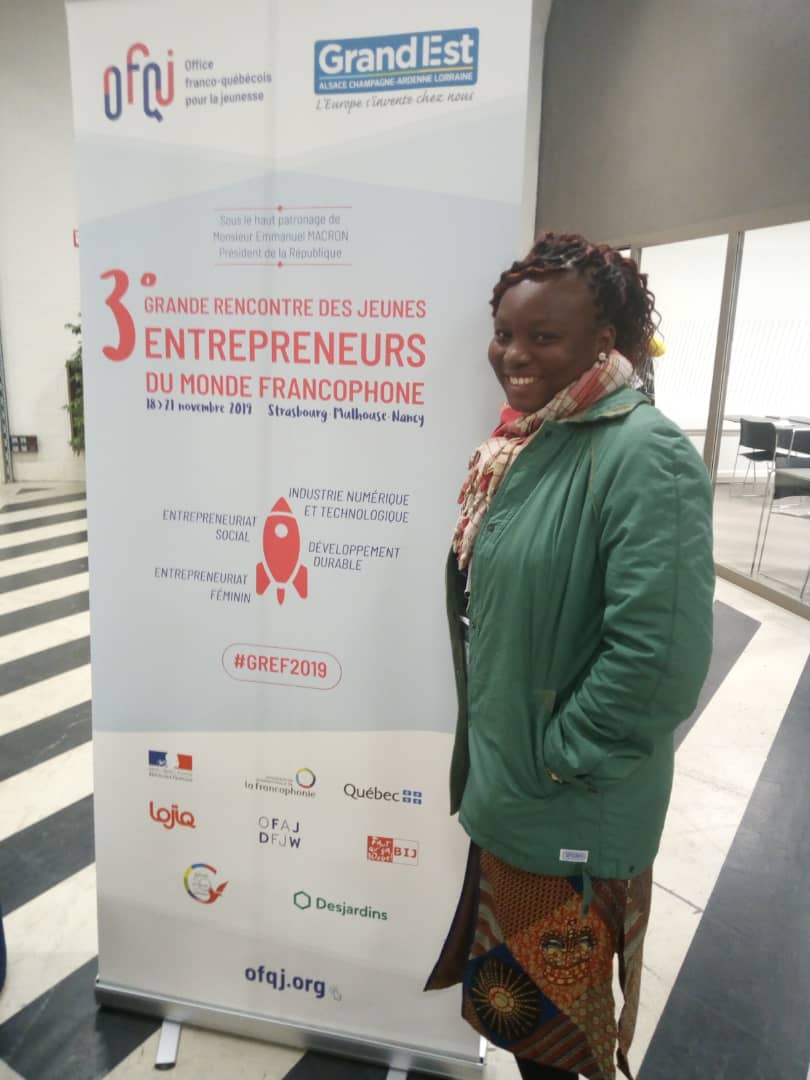 OFQJ
Office
franco-québécois
pour la jeunesse
Grand Est
ALSACE CHAMPAGNE-ARDENNE LORRAINE
L'Europe s'invente chez nous
Sous le haut patronage de
Monsieur Emmanuel MACRON
Président de la République
3e
GRANDE RENCONTRE DES JEUNES
ENTREPRENEURS
DU MONDE FRANCOPHONE
18>21 novembre 2019 Strasbourg-Mulhouse-Nancy
INDUSTRIE NUMÉRIQUE
ET TECHNOLOGIQUE
ENTREPRENEURIAT
SOCIAL
DÉVELOPPEMENT
DURABLE
ENTREPRENEURIAT
FÉMININ
#GREF2019
la francophonie
Québec
LOJIQ
OFAJ
DFJW
BIJ
Desjardins
ofqj.org